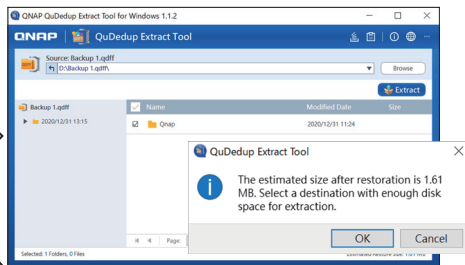 QNAP QuDedup Extract Tool for Windows 1.1.2
QNAP QuDedup Extract Tool
Source: Backup 1.qdff
D:\Backup 1.qdff\
Browse
Extract
Backup 1.qdff
2020/12/31 13:15
Name Modified Date Size
Qnap 2020/12/31 11:24
QuDedup Extract Tool
The estimated size after restoration is 1.61
MB. Select a destination with enough disk
space for extraction.
OK Cancel
Page:
Selected: 1 Folders, 0 Files